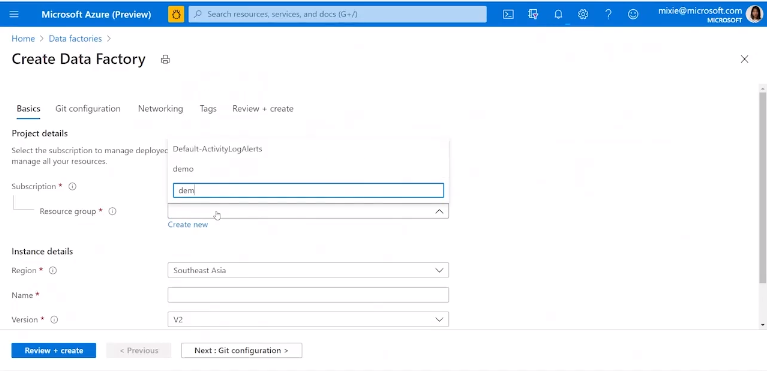 Microsoft Azure (Preview)
Search resources, services, and docs (G+/)
mixie@microsoft.com
MICROSOFT
Home > Data factories >
Create Data Factory
Basics Git configuration Networking Tags Review + create
Project details
Select the subscription to manage deployed
manage all your resources.
Default-ActivityLogAlerts
demo
dem
Subscription *
Resource group *
Create new
Instance details
Region * Southeast Asia
Name *
Version * V2
Review + create < Previous Next : Git configuration >